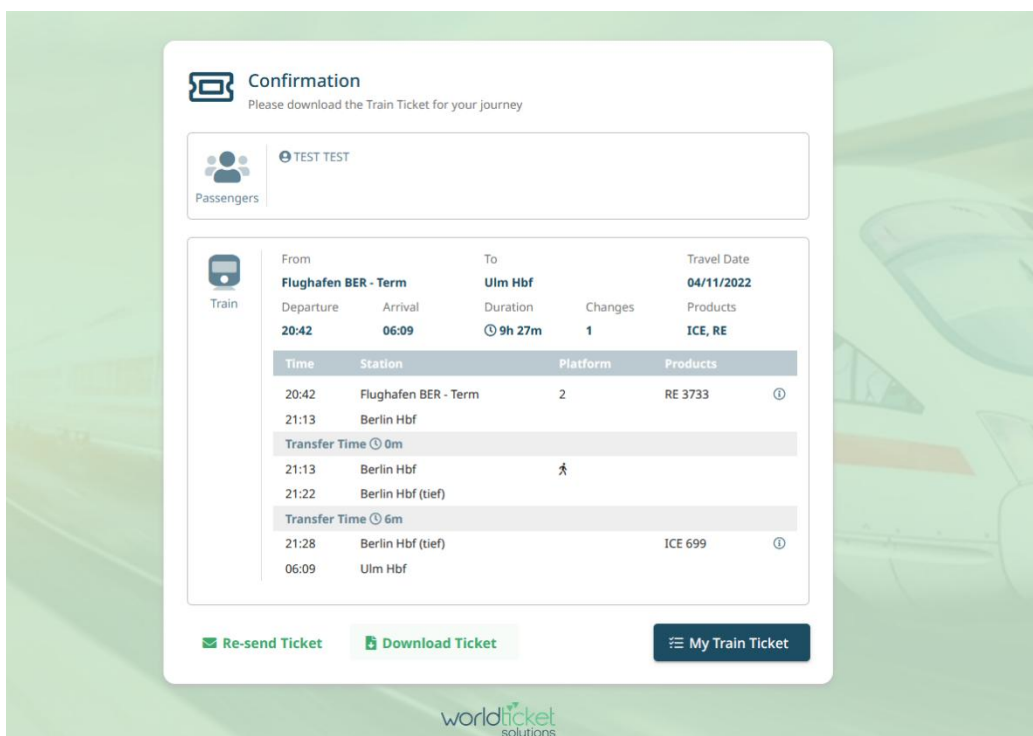 Confirmation
Please download the Train Ticket for your journey
Passengers
TEST TEST
Train
From To Travel Date
Flughafen BER - Term Ulm Hbf 04/11/2022
Departure Arrival Duration Changes Products
20:42 06:09 9h 27m 1 ICE, RE
Time Station Platform Products
20:42 Flughafen BER - Term 2 RE 3733
21:13 Berlin Hbf
Transfer Time 0m
21:13 Berlin Hbf
21:22 Berlin Hbf (tief)
Transfer Time 6m
21:28 Berlin Hbf (tief) ICE 699
06:09 Ulm Hbf
Re-send Ticket Download Ticket My Train Ticket
worldticket
solutions